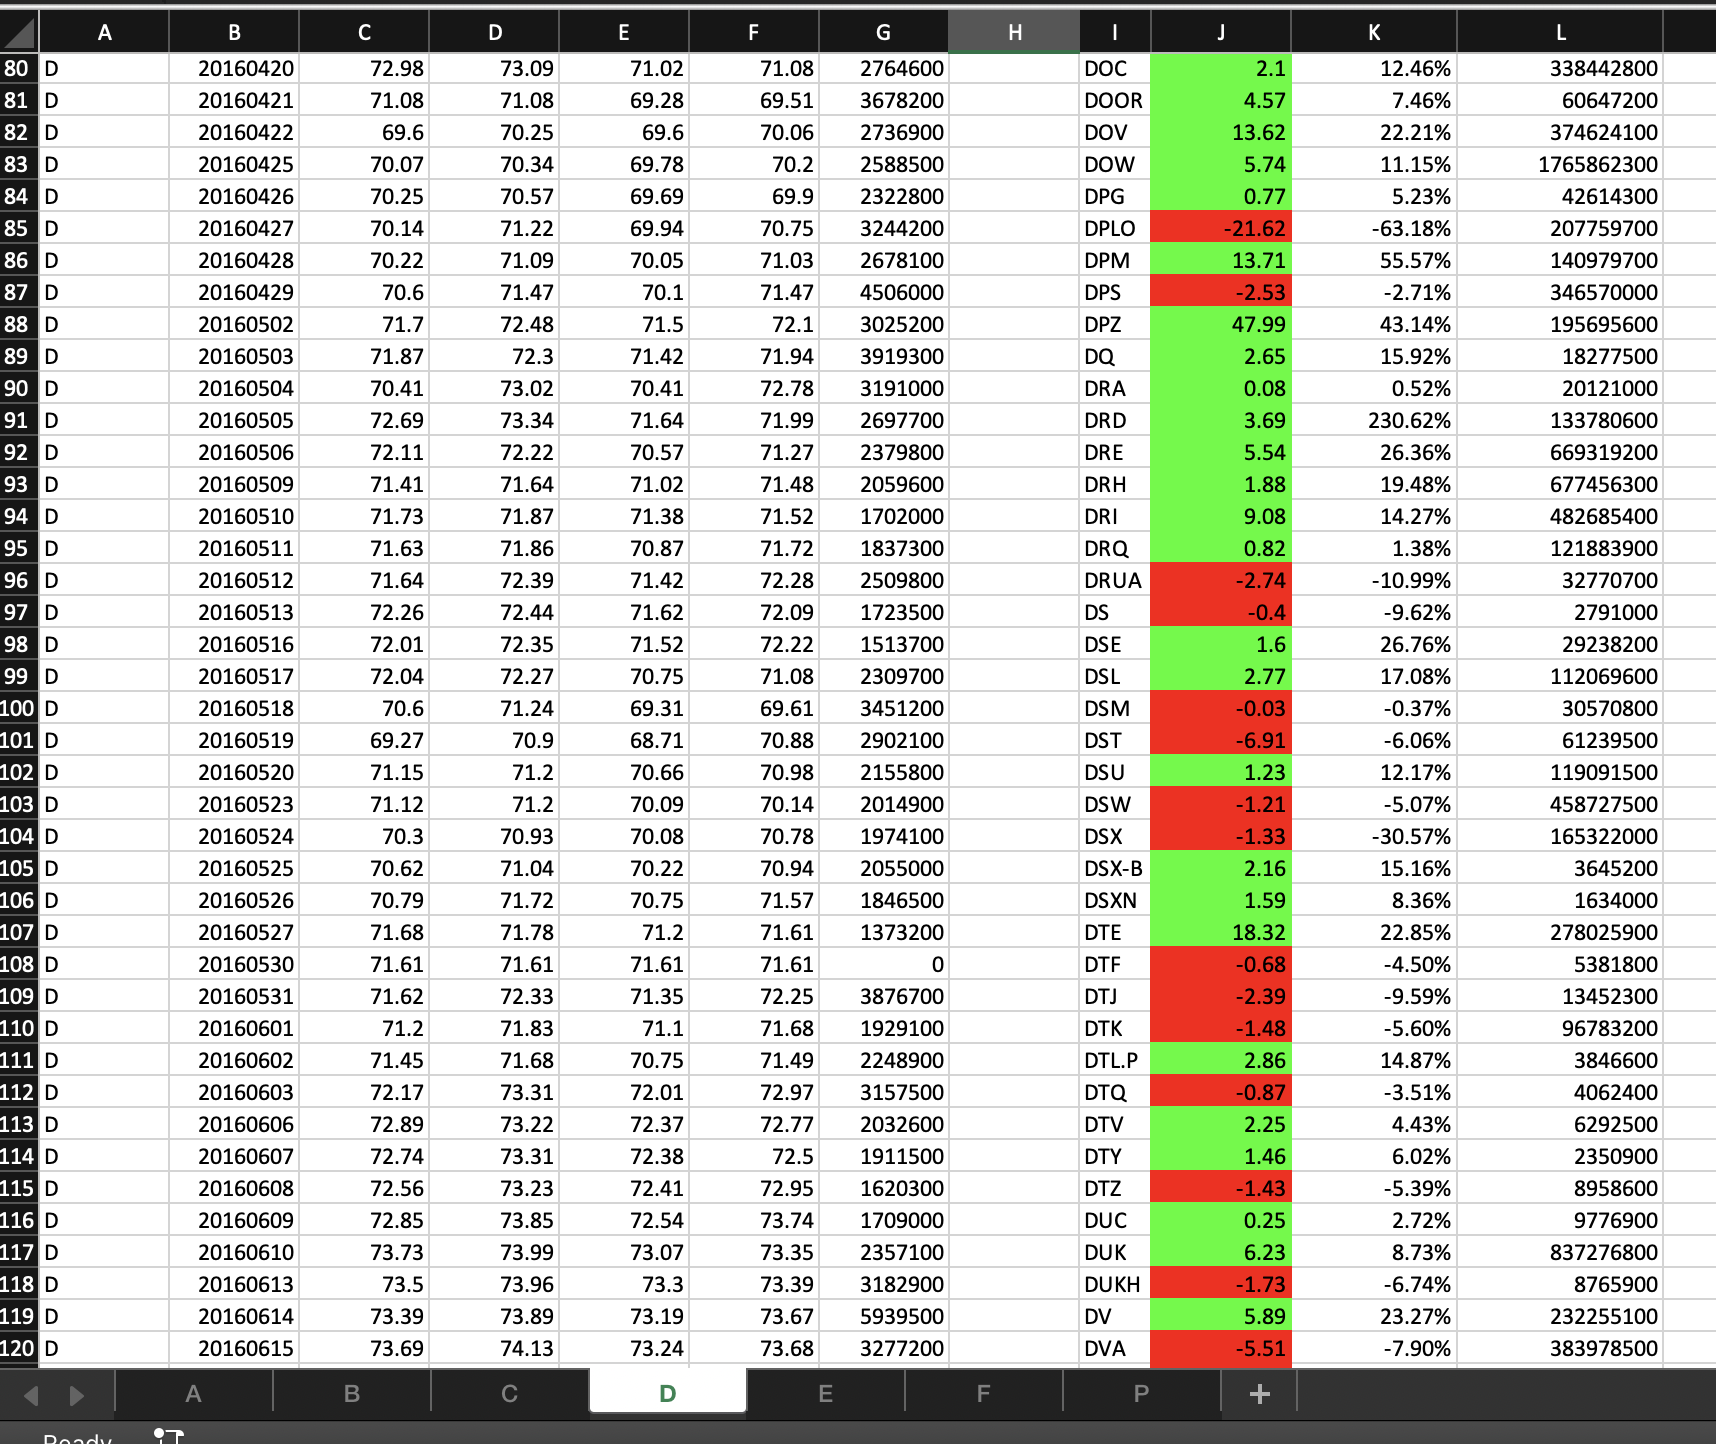 A B C D E F G H I J K L
80 D 20160420 72.98 73.09 71.02 71.08 2764600 DOC 2.1 12.46% 338442800
81 D 20160421 71.08 71.08 69.28 69.51 3678200 DOOR 4.57 7.46% 60647200
82 D 20160422 69.6 70.25 69.6 70.06 2736900 DOV 13.62 22.21% 374624100
83 D 20160425 70.07 70.34 69.78 70.2 2588500 DOW 5.74 11.15% 1765862300
84 D 20160426 70.25 70.57 69.69 69.9 2322800 DPG 0.77 5.23% 42614300
85 D 20160427 70.14 71.22 69.94 70.75 3244200 DPLO -21.62 -63.18% 207759700
86 D 20160428 70.22 71.09 70.05 71.03 2678100 DPM 13.71 55.57% 140979700
87 D 20160429 70.6 71.47 70.1 71.47 4506000 DPS -2.53 -2.71% 346570000
88 D 20160502 71.7 72.48 71.5 72.1 3025200 DPZ 47.99 43.14% 195695600
89 D 20160503 71.87 72.3 71.42 71.94 3919300 DQ 2.65 15.92% 18277500
90 D 20160504 70.41 73.02 70.41 72.78 3191000 DRA 0.08 0.52% 20121000
91 D 20160505 72.69 73.34 71.64 71.99 2697700 DRD 3.69 230.62% 133780600
92 D 20160506 72.11 72.22 70.57 71.27 2379800 DRE 5.54 26.36% 669319200
93 D 20160509 71.41 71.64 71.02 71.48 2059600 DRH 1.88 19.48% 677456300
94 D 20160510 71.73 71.87 71.38 71.52 1702000 DRI 9.08 14.27% 482685400
95 D 20160511 71.63 71.86 70.87 71.72 1837300 DRQ 0.82 1.38% 121883900
96 D 20160512 71.64 72.39 71.42 72.28 2509800 DRUA -2.74 -10.99% 32770700
97 D 20160513 72.26 72.44 71.62 72.09 1723500 DS -0.4 -9.62% 2791000
98 D 20160516 72.01 72.35 71.52 72.22 1513700 DSE 1.6 26.76% 29238200
99 D 20160517 72.04 72.27 70.75 71.08 2309700 DSL 2.77 17.08% 112069600
100 D 20160518 70.6 71.24 69.31 69.61 3451200 DSM -0.03 -0.37% 30570800
101 D 20160519 69.27 70.9 68.71 70.88 2902100 DST -6.91 -6.06% 61239500
102 D 20160520 71.15 71.2 70.66 70.98 2155800 DSU 1.23 12.17% 119091500
103 D 20160523 71.12 71.2 70.09 70.14 2014900 DSW -1.21 -5.07% 458727500
104 D 20160524 70.3 70.93 70.08 70.78 1974100 DSX -1.33 -30.57% 165322000
105 D 20160525 70.62 71.04 70.22 70.94 2055000 DSX-B 2.16 15.16% 3645200
106 D 20160526 70.79 71.72 70.75 71.57 1846500 DSXN 1.59 8.36% 1634000
107 D 20160527 71.68 71.78 71.2 71.61 1373200 DTE 18.32 22.85% 278025900
108 D 20160530 71.61 71.61 71.61 71.61 0 DTF -0.68 -4.50% 5381800
109 D 20160531 71.62 72.33 71.35 72.25 3876700 DTJ -2.39 -9.59% 13452300
110 D 20160601 71.2 71.83 71.1 71.68 1929100 DTK -1.48 -5.60% 96783200
111 D 20160602 71.45 71.68 70.75 71.49 2248900 DTL.P 2.86 14.87% 3846600
112 D 20160603 72.17 73.31 72.01 72.97 3157500 DTQ -0.87 -3.51% 4062400
113 D 20160606 72.89 73.22 72.37 72.77 2032600 DTV 2.25 4.43% 6292500
114 D 20160607 72.74 73.31 72.38 72.5 1911500 DTY 1.46 6.02% 2350900
115 D 20160608 72.56 73.23 72.41 72.95 1620300 DTZ -1.43 -5.39% 8958600
116 D 20160609 72.85 73.85 72.54 73.74 1709000 DUC 0.25 2.72% 9776900
117 D 20160610 73.73 73.99 73.07 73.35 2357100 DUK 6.23 8.73% 837276800
118 D 20160613 73.5 73.96 73.3 73.39 3182900 DUKH -1.73 -6.74% 8765900
119 D 20160614 73.39 73.89 73.19 73.67 5939500 DV 5.89 23.27% 232255100
120 D 20160615 73.69 74.13 73.24 73.68 3277200 DVA -5.51 -7.90% 383978500
A B C D E F P +
Ready